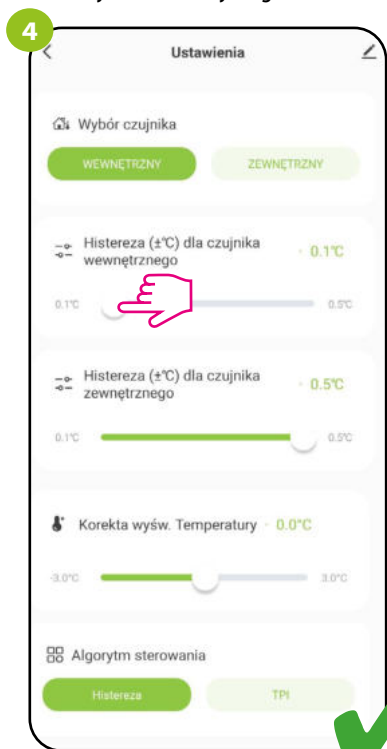 4
Ustawienia
Wybór czujnika
WEWNĘTRZNY ZEWNĘTRZNY
Histereza (±℃) dla czujnika
wewnętrznego
· 0.1℃
0.1℃ 0.5℃
Histereza (±℃) dla czujnika
zewnętrznego
· 0.5℃
0.1℃ 0.5℃
Korekta wyśw. Temperatury · 0.0°C
-3.0°C 3.0°C
Algorytm sterowania
Histereza TPI